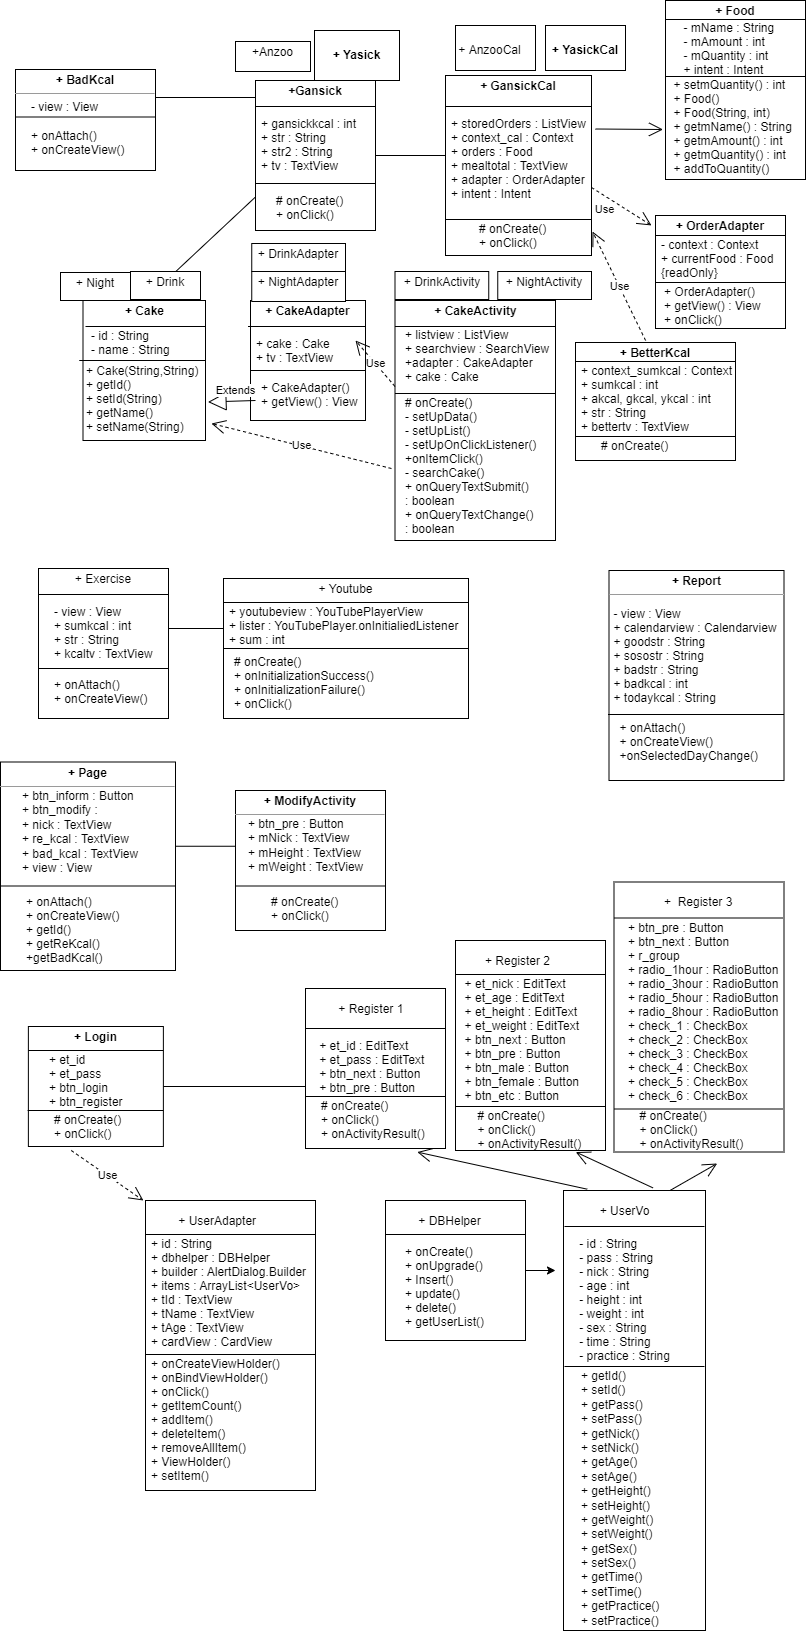 + Food
- mName : String
- mAmount : int
- mQuantity : int
+ intent : Intent
+ setmQuantity() : int
+ Food()
+ Food(String, int)
+ getmName() : String
+ getmAmount() : int
+ getmQuantity() : int
+ addToQuantity()
+Anzoo
+ Yasick
+ AnzooCal
+ YasickCal
+ BadKcal
- view : View
+ onAttach()
+ onCreateView()
+Gansick
+ gansickkcal : int
+ str : String
+ str2 : String
+ tv : TextView
# onCreate()
+ onClick()
+ GansickCal
+ storedOrders : ListView
+ context_cal : Context
+ orders : Food
+ mealtotal : TextView
+ adapter : OrderAdapter
+ intent : Intent
# onCreate()
+ onClick()
Use
+ OrderAdapter
- context : Context
+ currentFood : Food
{readOnly}
+ OrderAdapter()
+ getView() : View
+ onClick()
Use
+ Night
+ Drink
+ Cake
- id : String
- name : String
+ Cake(String,String)
+ getId()
+ setId(String)
+ getName()
+ setName(String)
+ DrinkAdapter
+ NightAdapter
+ CakeAdapter
+ cake : Cake
+ tv : TextView
+ CakeAdapter()
+ getView() : View
Extends
Use
Use
+ DrinkActivity
+ NightActivity
+ CakeActivity
+ listview : ListView
+ searchview : SearchView
+adapter : CakeAdapter
+ cake : Cake
# onCreate()
- setUpData()
- setUpList()
- setUpOnClickListener()
+onItemClick()
- searchCake()
+ onQueryTextSubmit()
: boolean
+ onQueryTextChange()
: boolean
+ BetterKcal
+ context_sumkcal : Context
+ sumkcal : int
+ akcal, gkcal, ykcal : int
+ str : String
+ bettertv : TextView
# onCreate()
+ Exercise
- view : View
+ sumkcal : int
+ str : String
+ kcaltv : TextView
+ onAttach()
+ onCreateView()
+ Youtube
+ youtubeview : YouTubePlayerView
+ lister : YouTubePlayer.onInitialiedListener
+ sum : int
# onCreate()
+ onInitializationSuccess()
+ onInitializationFailure()
+ onClick()
+ Report
- view : View
+ calendarview : Calendarview
+ goodstr : String
+ sosostr : String
+ badstr : String
+ badkcal : int
+ todaykcal : String
+ onAttach()
+ onCreateView()
+onSelectedDayChange()
+ Page
+ btn_inform : Button
+ btn_modify :
+ nick : TextView
+ re_kcal : TextView
+ bad_kcal : TextView
+ view : View
+ onAttach()
+ onCreateView()
+ getId()
+ getReKcal()
+getBadKcal()
+ ModifyActivity
+ btn_pre : Button
+ mNick : TextView
+ mHeight : TextView
+ mWeight : TextView
# onCreate()
+ onClick()
+ Register 3
+ btn_pre : Button
+ btn_next : Button
+ r_group
+ radio_1hour : RadioButton
+ radio_3hour : RadioButton
+ radio_5hour : RadioButton
+ radio_8hour : RadioButton
+ check_1 : CheckBox
+ check_2 : CheckBox
+ check_3 : CheckBox
+ check_4 : CheckBox
+ check_5 : CheckBox
+ check_6 : CheckBox
# onCreate()
+ onClick()
+ onActivityResult()
+ Register 2
+ et_nick : EditText
+ et_age : EditText
+ et_height : EditText
+ et_weight : EditText
+ btn_next : Button
+ btn_pre : Button
+ btn_male : Button
+ btn_female : Button
+ btn_etc : Button
# onCreate()
+ onClick()
+ onActivityResult()
+ Register 1
+ et_id : EditText
+ et_pass : EditText
+ btn_next : Button
+ btn_pre : Button
# onCreate()
+ onClick()
+ onActivityResult()
+ Login
+ et_id
+ et_pass
+ btn_login
+ btn_register
# onCreate()
+ onClick()
Use
+ UserAdapter
+ id : String
+ dbhelper : DBHelper
+ builder : AlertDialog.Builder
+ items : ArrayList<UserVo>
+ tId : TextView
+ tName : TextView
+ tAge : TextView
+ cardView : CardView
+ onCreateViewHolder()
+ onBindViewHolder()
+ onClick()
+ getItemCount()
+ addItem()
+ deleteItem()
+ removeAllItem()
+ ViewHolder()
+ setItem()
+ DBHelper
+ onCreate()
+ onUpgrade()
+ Insert()
+ update()
+ delete()
+ getUserList()
+ UserVo
- id : String
- pass : String
- nick : String
- age : int
- height : int
- weight : int
- sex : String
- time : String
- practice : String
+ getId()
+ setId()
+ getPass()
+ setPass()
+ getNick()
+ setNick()
+ getAge()
+ setAge()
+ getHeight()
+ setHeight()
+ getWeight()
+ setWeight()
+ getSex()
+ setSex()
+ getTime()
+ setTime()
+ getPractice()
+ setPractice()